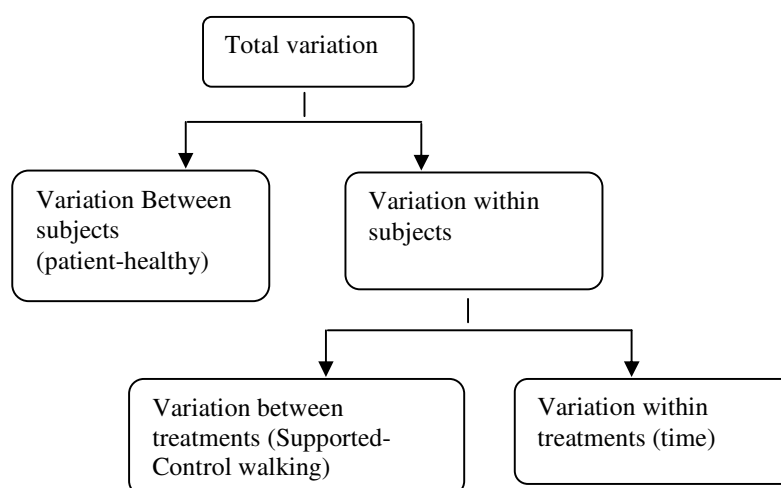 Total variation
Variation Between
subjects
(patient-healthy)
Variation within
subjects
Variation between
treatments (Supported-
Control walking)
Variation within
treatments (time)